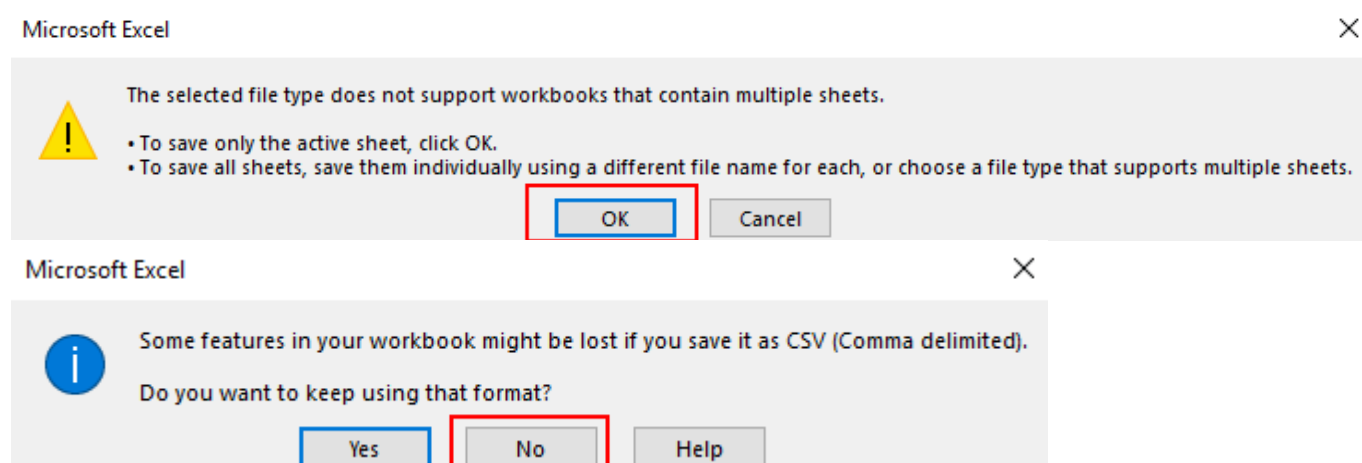 Microsoft Excel
The selected file type does not support workbooks that contain multiple sheets.
• To save only the active sheet, click OK.
• To save all sheets, save them individually using a different file name for each, or choose a file type that supports multiple sheets.
OK Cancel
Microsoft Excel
Some features in your workbook might be lost if you save it as CSV (Comma delimited).
Do you want to keep using that format?
Yes No Help